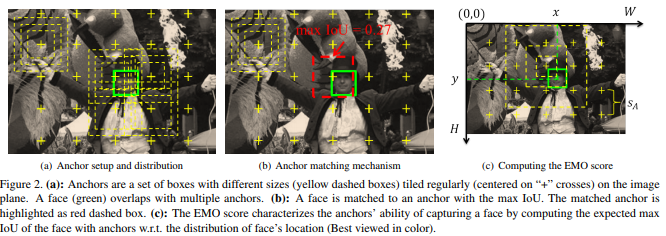 max IoU = 0.27
(0,0)
x
W
y
S_A
H
(a) Anchor setup and distribution
(b) Anchor matching mechanism
(c) Computing the EMO score
Figure 2. (a): Anchors are a set of boxes with different sizes (yellow dashed boxes) tiled regularly (centered on “+” crosses) on the image
plane. A face (green) overlaps with multiple anchors. (b): A face is matched to an anchor with the max IoU. The matched anchor is
highlighted as red dashed box. (c): The EMO score characterizes the anchors’ ability of capturing a face by computing the expected max
IoU of the face with anchors w.r.t. the distribution of face’s location (Best viewed in color).